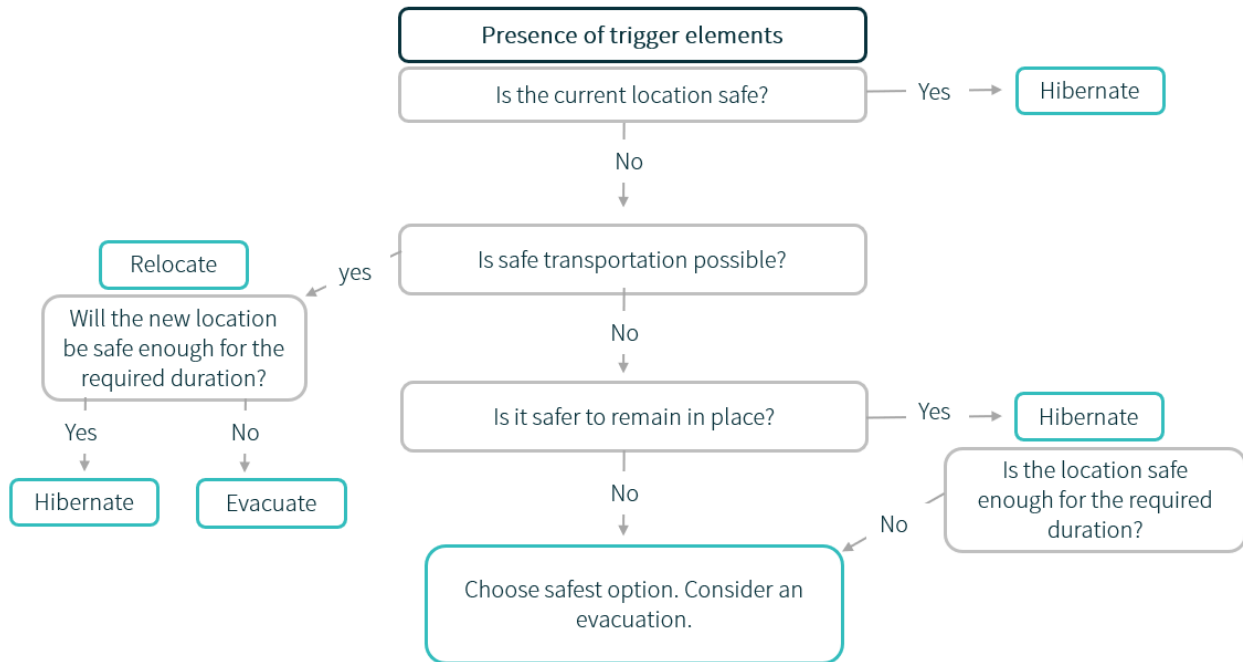 Presence of trigger elements
Is the current location safe?
Yes
Hibernate
No
Is safe transportation possible?
yes
Relocate
Will the new location
be safe enough for the
required duration?
Yes
No
Hibernate
Evacuate
No
Is it safer to remain in place?
Yes
Hibernate
Is the location safe
enough for the required
duration?
No
No
Choose safest option. Consider an
evacuation.